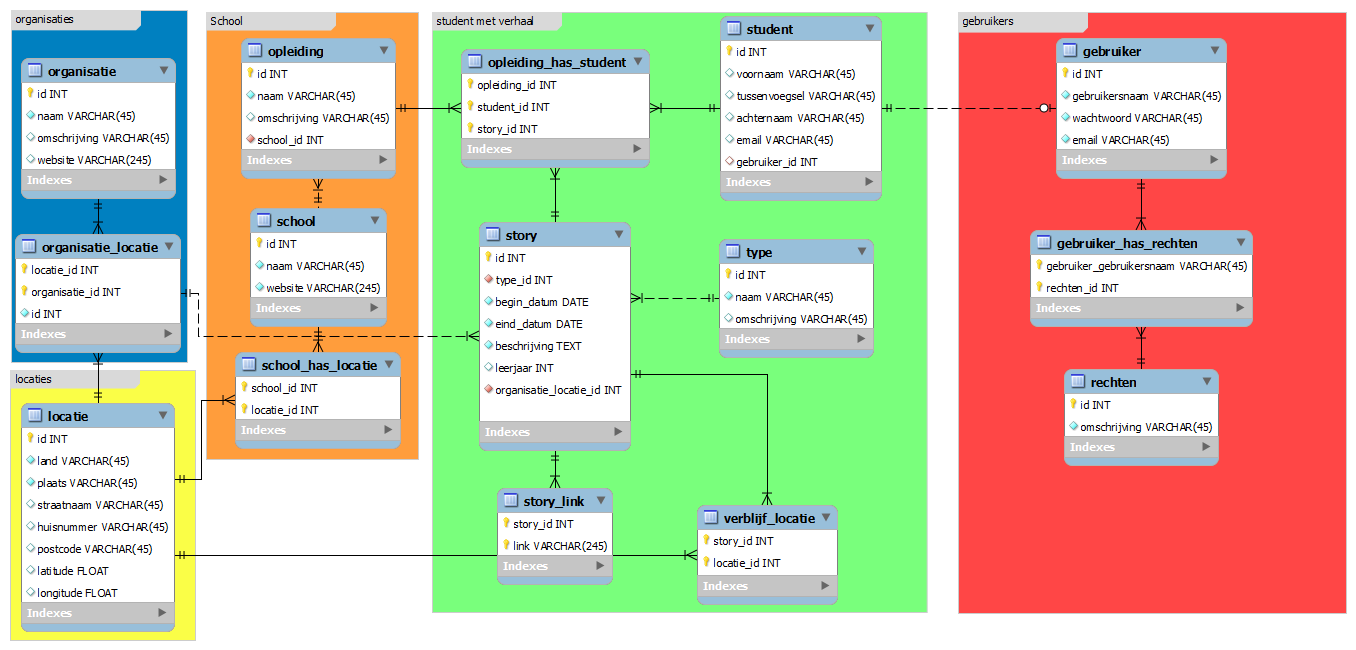 organisaties
organisatie
id INT
naam VARCHAR(45)
omschrijving VARCHAR(45)
website VARCHAR(245)
Indexes
organisatie_locatie
locatie_id INT
organisatie_id INT
id INT
Indexes
locaties
locatie
id INT
land VARCHAR(45)
plaats VARCHAR(45)
straatnaam VARCHAR(45)
huisnummer VARCHAR(45)
postcode VARCHAR(45)
latitude FLOAT
longitude FLOAT
Indexes
School
opleiding
id INT
naam VARCHAR(45)
omschrijving VARCHAR(45)
school_id INT
Indexes
school
id INT
naam VARCHAR(45)
website VARCHAR(245)
Indexes
school_has_locatie
school_id INT
locatie_id INT
Indexes
student met verhaal
opleiding_has_student
opleiding_id INT
student_id INT
story_id INT
Indexes
student
id INT
voornaam VARCHAR(45)
tussenvoegsel VARCHAR(45)
achternaam VARCHAR(45)
email VARCHAR(45)
gebruiker_id INT
Indexes
story
id INT
type_id INT
begin_datum DATE
eind_datum DATE
beschrijving TEXT
leerjaar INT
organisatie_locatie_id INT
Indexes
type
id INT
naam VARCHAR(45)
omschrijving VARCHAR(45)
Indexes
story_link
story_id INT
link VARCHAR(245)
Indexes
verblijf_locatie
story_id INT
locatie_id INT
Indexes
gebruikers
gebruiker
id INT
gebruikersnaam VARCHAR(45)
wachtwoord VARCHAR(45)
email VARCHAR(45)
Indexes
gebruiker_has_rechten
gebruiker_gebruikersnaam VARCHAR(45)
rechten_id INT
Indexes
rechten
id INT
omschrijving VARCHAR(45)
Indexes